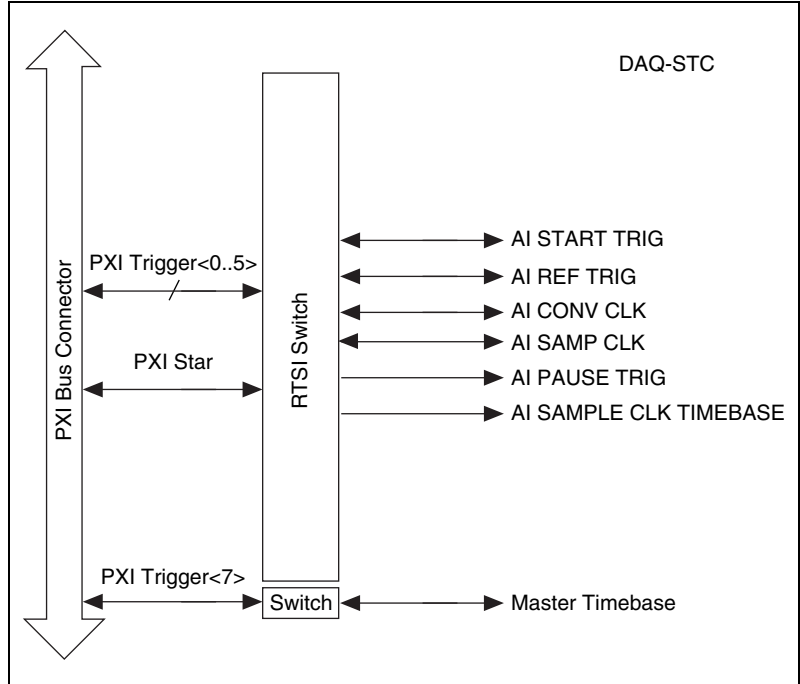 DAQ-STC
PXI Bus Connector
PXI Trigger<0..5>
PXI Star
PXI Trigger<7>
RTSI Switch
Switch
AI START TRIG
AI REF TRIG
AI CONV CLK
AI SAMP CLK
AI PAUSE TRIG
AI SAMPLE CLK TIMEBASE
Master Timebase